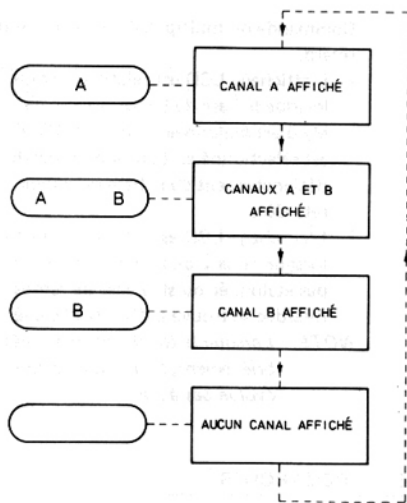 A
CANAL A AFFICHÉ
A B
CANAUX A ET B
AFFICHÉ
B
CANAL B AFFICHÉ
AUCUN CANAL AFFICHÉ